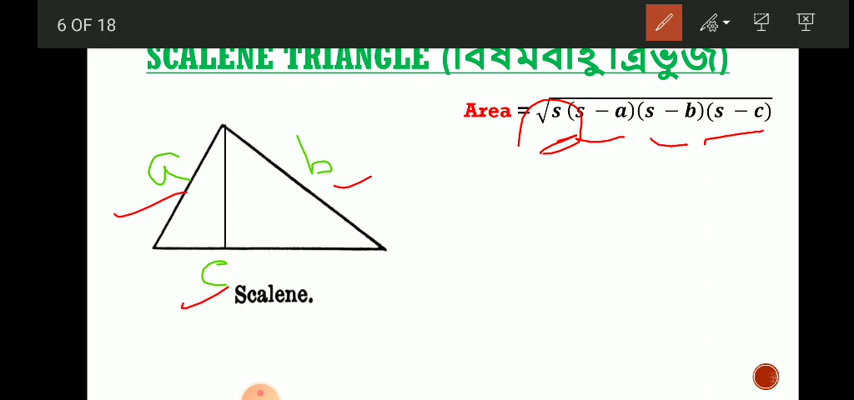 6 OF 18
SCALENE TRIANGLE (বিষমবাহু ত্রিভুজ)
Area = √s (s − a)(s − b)(s − c)
a
b
c
Scalene.